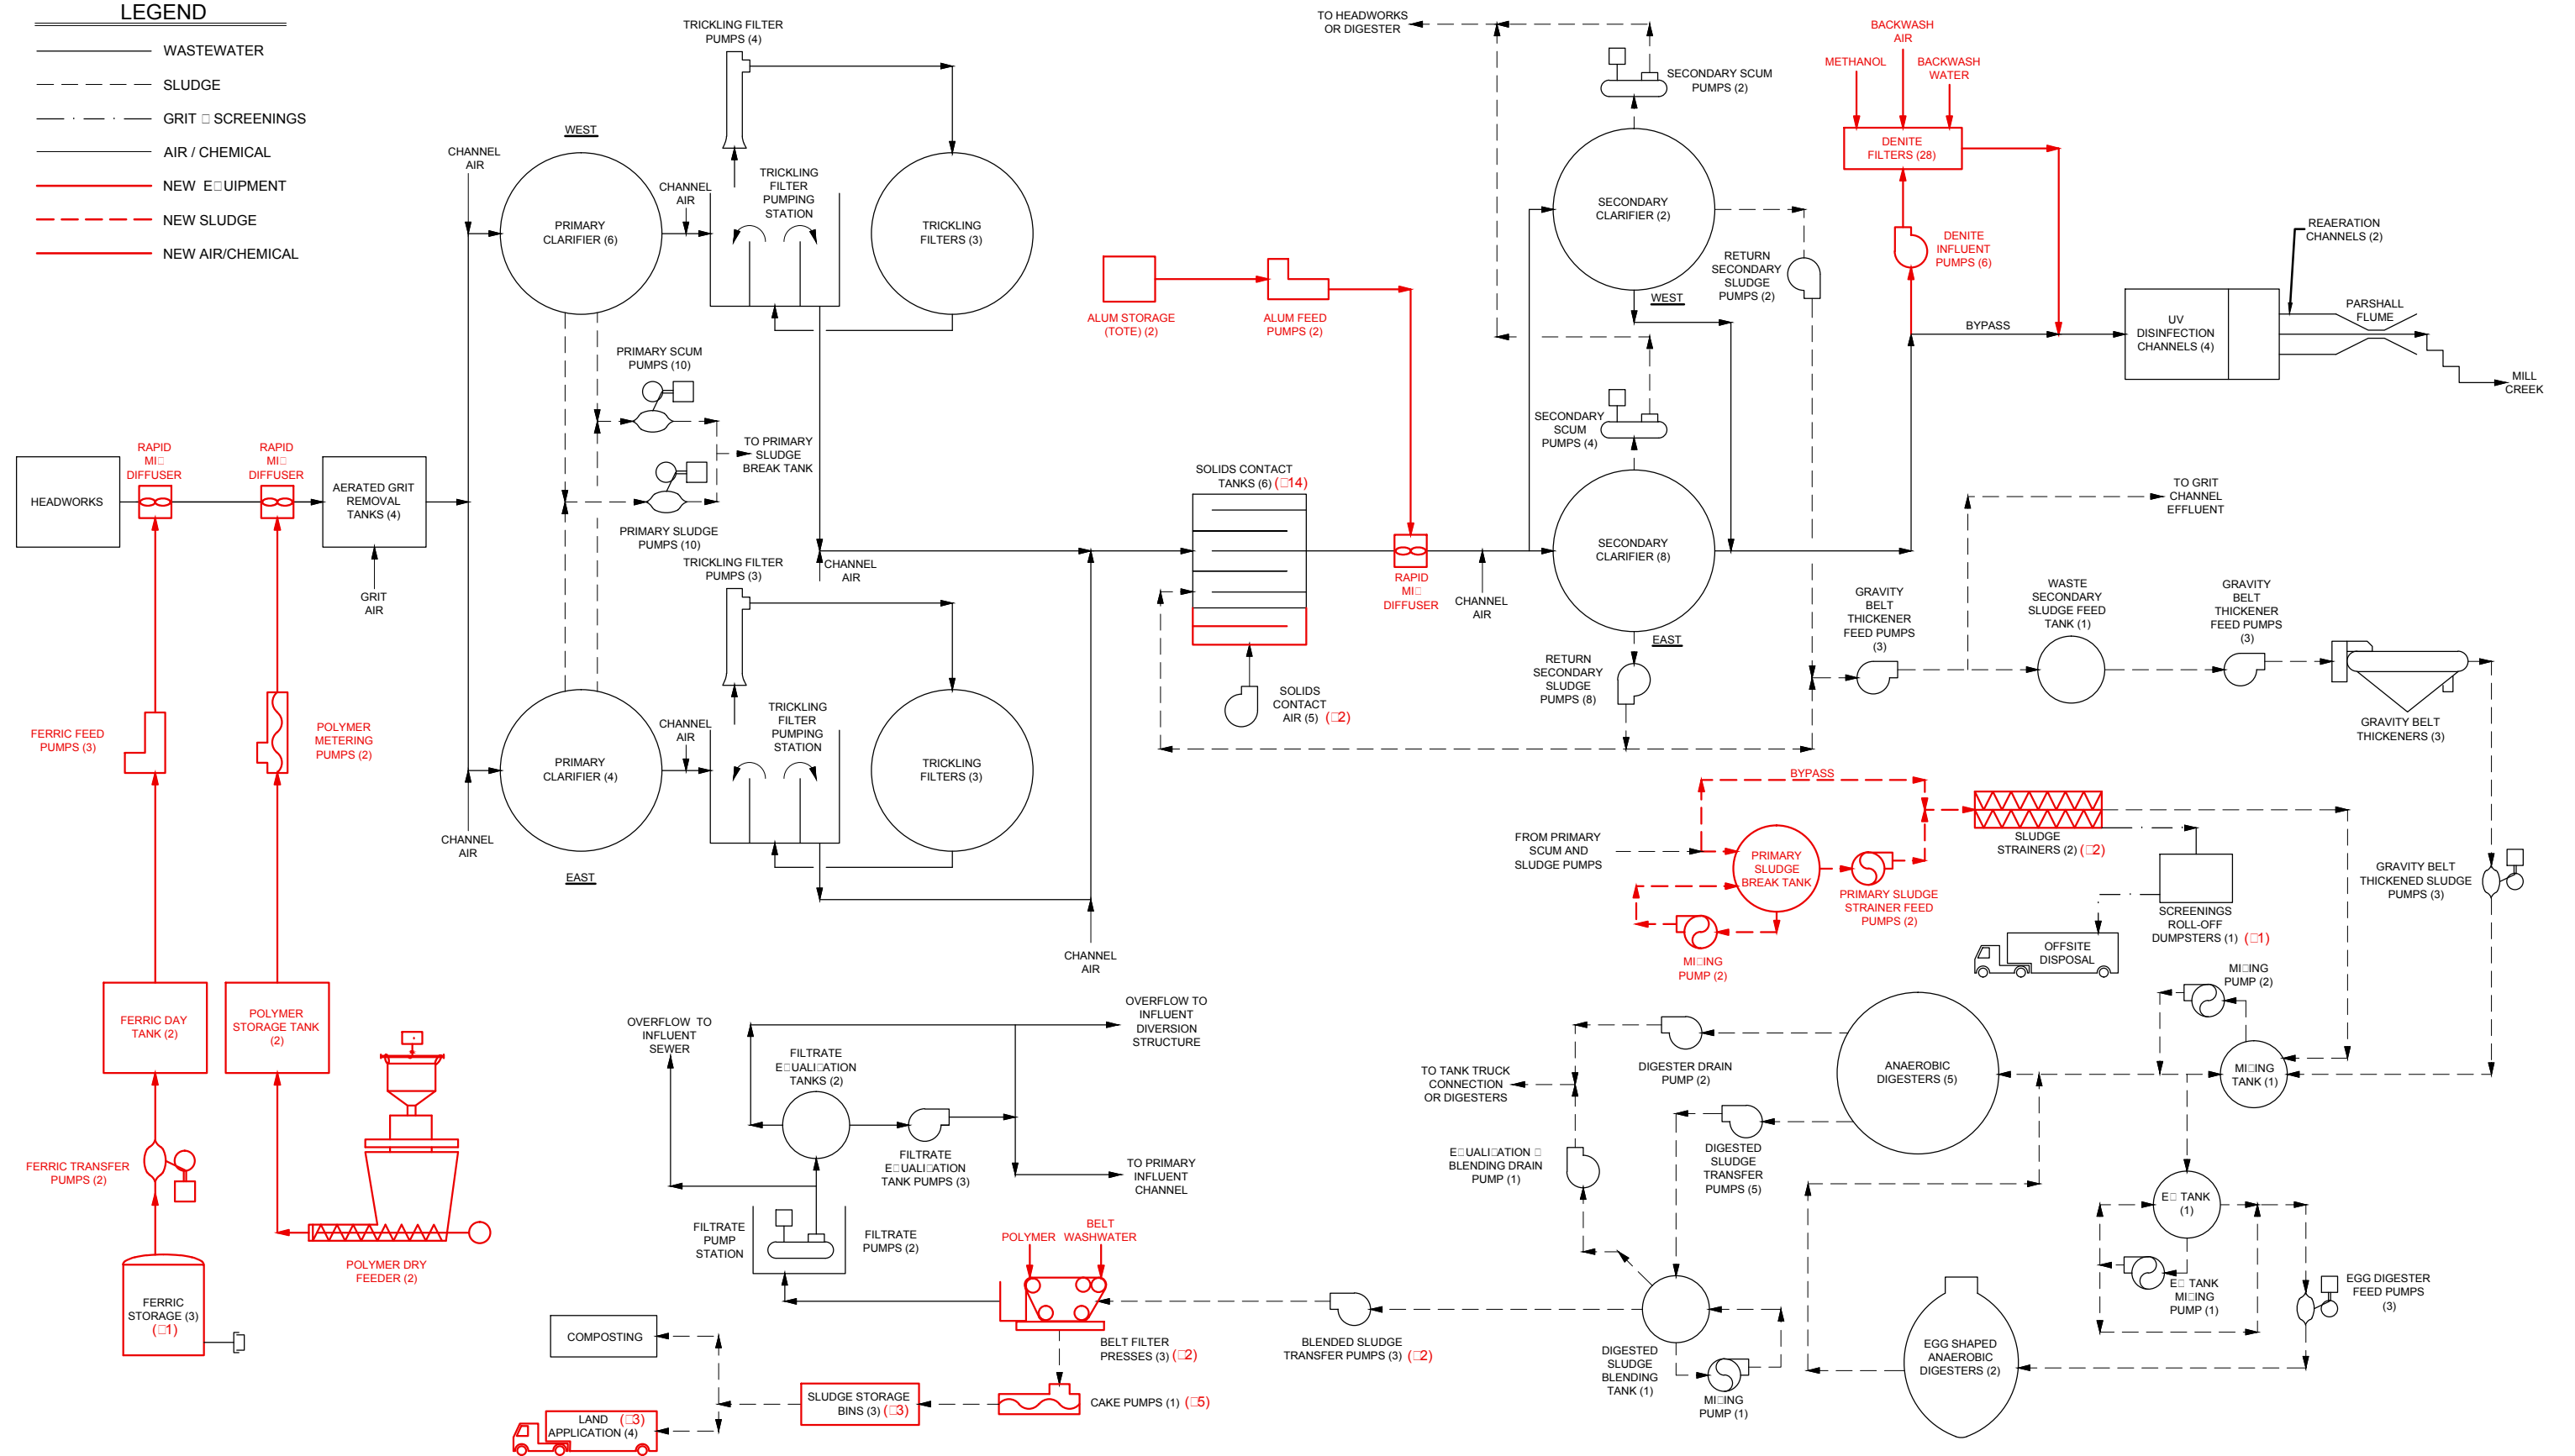 LEGEND
WASTEWATER
SLUDGE
GRIT □ SCREENINGS
AIR / CHEMICAL
NEW E□UIPMENT
NEW SLUDGE
NEW AIR/CHEMICAL
TRICKLING FILTER
PUMPS (4)
WEST
CHANNEL
AIR
PRIMARY
CLARIFIER (6)
CHANNEL
AIR
TRICKLING
FILTER
PUMPING
STATION
TRICKLING
FILTERS (3)
PRIMARY SCUM
PUMPS (10)
TO PRIMARY
SLUDGE
BREAK TANK
PRIMARY SLUDGE
PUMPS (10)
HEADWORKS
RAPID
MI□
DIFFUSER
RAPID
MI□
DIFFUSER
AERATED GRIT
REMOVAL
TANKS (4)
GRIT
AIR
TRICKLING FILTER
PUMPS (3)
CHANNEL
AIR
PRIMARY
CLARIFIER (4)
CHANNEL
AIR
TRICKLING
FILTER
PUMPING
STATION
TRICKLING
FILTERS (3)
CHANNEL
AIR
EAST
CHANNEL
AIR
FERRIC FEED
PUMPS (3)
POLYMER
METERING
PUMPS (2)
FERRIC DAY
TANK (2)
POLYMER
STORAGE TANK
(2)
FERRIC TRANSFER
PUMPS (2)
POLYMER DRY
FEEDER (2)
FERRIC
STORAGE (3)
(□1)
ALUM STORAGE
(TOTE) (2)
ALUM FEED
PUMPS (2)
SOLIDS CONTACT
TANKS (6) (□14)
SOLIDS
CONTACT
AIR (5) (□2)
RAPID
MI□
DIFFUSER
CHANNEL
AIR
TO HEADWORKS
OR DIGESTER
SECONDARY SCUM
PUMPS (2)
SECONDARY
CLARIFIER (2)
WEST
RETURN
SECONDARY
SLUDGE
PUMPS (2)
SECONDARY
SCUM
PUMPS (4)
SECONDARY
CLARIFIER (8)
EAST
RETURN
SECONDARY
SLUDGE
PUMPS (8)
BACKWASH
AIR
METHANOL
BACKWASH
WATER
DENITE
FILTERS (28)
DENITE
INFLUENT
PUMPS (6)
BYPASS
UV
DISINFECTION
CHANNELS (4)
REAERATION
CHANNELS (2)
PARSHALL
FLUME
MILL
CREEK
TO GRIT
CHANNEL
EFFLUENT
GRAVITY
BELT
THICKENER
FEED PUMPS
(3)
WASTE
SECONDARY
SLUDGE FEED
TANK (1)
GRAVITY
BELT
THICKENER
FEED PUMPS
(3)
GRAVITY BELT
THICKENERS (3)
BYPASS
FROM PRIMARY
SCUM AND
SLUDGE PUMPS
PRIMARY
SLUDGE
BREAK TANK
PRIMARY SLUDGE
STRAINER FEED
PUMPS (2)
MI□ING
PUMP (2)
SLUDGE
STRAINERS (2) (□2)
SCREENINGS
ROLL-OFF
DUMPSTERS (1) (□1)
OFFSITE
DISPOSAL
GRAVITY BELT
THICKENED SLUDGE
PUMPS (3)
MI□ING
PUMP (2)
MI□ING
TANK (1)
ANAEROBIC
DIGESTERS (5)
DIGESTER DRAIN
PUMP (2)
TO TANK TRUCK
CONNECTION
OR DIGESTERS
DIGESTED
SLUDGE
TRANSFER
PUMPS (5)
E□UALI□ATION □
BLENDING DRAIN
PUMP (1)
E□ TANK
(1)
E□ TANK
MI□ING
PUMP (1)
EGG DIGESTER
FEED PUMPS
(3)
EGG SHAPED
ANAEROBIC
DIGESTERS (2)
DIGESTED
SLUDGE
BLENDING
TANK (1)
MI□ING
PUMP (1)
BLENDED SLUDGE
TRANSFER PUMPS (3) (□2)
OVERFLOW TO
INFLUENT
SEWER
FILTRATE
E□UALI□ATION
TANKS (2)
OVERFLOW TO
INFLUENT
DIVERSION
STRUCTURE
FILTRATE
E□UALI□ATION
TANK PUMPS (3)
TO PRIMARY
INFLUENT
CHANNEL
FILTRATE
PUMP
STATION
FILTRATE
PUMPS (2)
POLYMER
BELT
WASHWATER
BELT FILTER
PRESSES (3) (□2)
CAKE PUMPS (1) (□5)
SLUDGE STORAGE
BINS (3) (□3)
COMPOSTING
LAND (□3)
APPLICATION (4)